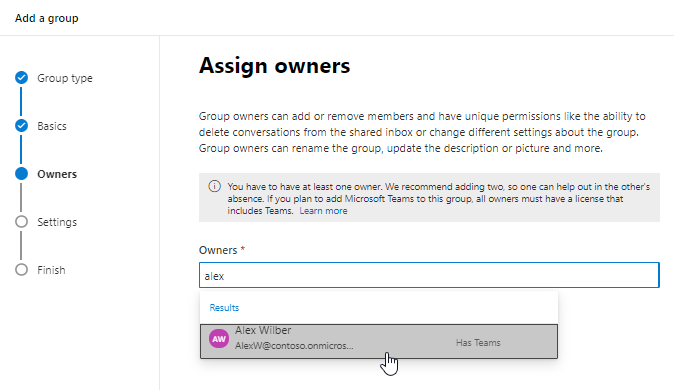 Add a group
Group type
Basics
Owners
Settings
Finish
Assign owners
Group owners can add or remove members and have unique permissions like the ability to
delete conversations from the shared inbox or change different settings about the group.
Group owners can rename the group, update the description or picture and more.
You have to have at least one owner. We recommend adding two, so one can help out in the other's
absence. If you plan to add Microsoft Teams to this group, all owners must have a license that
includes Teams. Learn more
Owners *
alex
Results
AW
Alex Wilber
AlexW@contoso.onmicros...
Has Teams